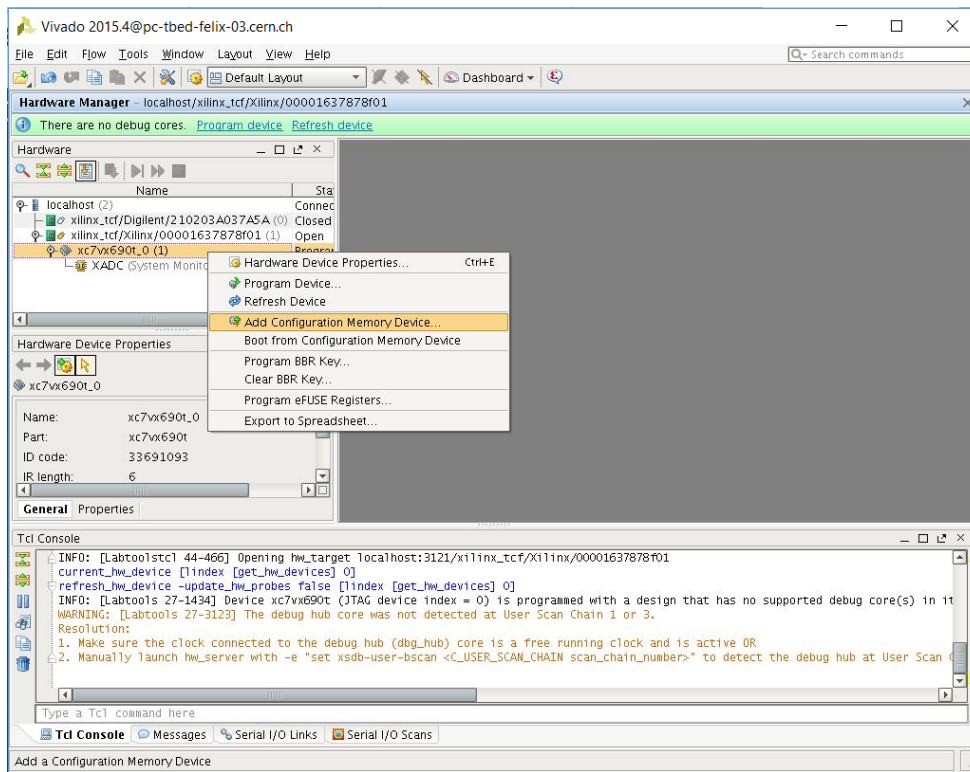 Vivado 2015.4@pc-tbed-felix-03.cern.ch
File Edit Flow Tools Window Layout View Help
Search commands
Default Layout
Dashboard
Hardware Manager - localhost/xilinx_tcf/Xilinx/00001637878f01
There are no debug cores. Program device Refresh device
Hardware
Name Sta
localhost (2) Connec
xilinx_tcf/Digilent/210203A037A5A (0) Closed
xilinx_tcf/Xilinx/00001637878f01 (1) Open
xc7vx690t_0 (1) Program
XADC (System Monito
Hardware Device Properties... Ctrl+E
Program Device...
Refresh Device
Add Configuration Memory Device...
Boot from Configuration Memory Device
Program BBR Key...
Clear BBR Key...
Program eFUSE Registers...
Export to Spreadsheet...
Hardware Device Properties
xc7vx690t_0
Name: xc7vx690t_0
Part: xc7vx690t
ID code: 33691093
IR length: 6
General Properties
Tcl Console
INFO: [Labtoolstcl 44-466] Opening hw_target localhost:3121/xilinx_tcf/Xilinx/00001637878f01
current_hw_device [lindex [get_hw_devices] 0]
refresh_hw_device -update_hw_probes false [lindex [get_hw_devices] 0]
INFO: [Labtools 27-1434] Device xc7vx690t (JTAG device index = 0) is programmed with a design that has no supported debug core(s) in it
WARNING: [Labtools 27-3123] The debug hub core was not detected at User Scan Chain 1 or 3.
Resolution:
1. Make sure the clock connected to the debug hub (dbg_hub) core is a free running clock and is active OR
2. Manually launch hw_server with -e "set xsdb-user-bscan <C_USER_SCAN_CHAIN scan_chain_number>" to detect the debug hub at User Scan C
Type a Tcl command here
Tcl Console Messages Serial I/O Links Serial I/O Scans
Add a Configuration Memory Device